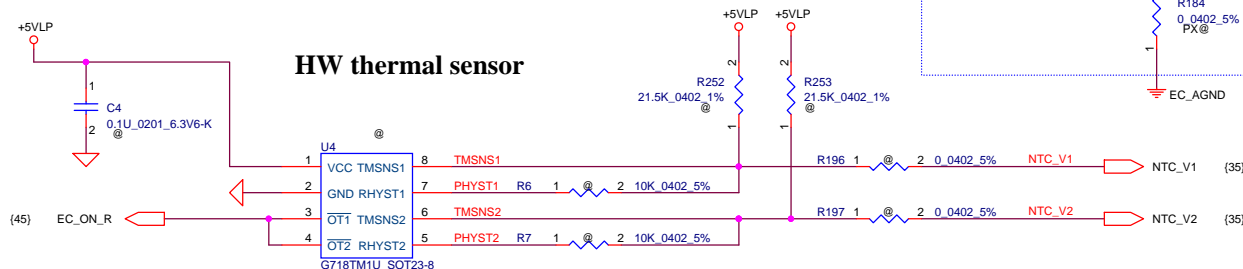 R184
0_0402_5%
PX@
1
EC_AGND
+5VLP
+5VLP
+5VLP
HW thermal sensor
1
C4
0.1U_0201_6.3V6-K
2
@
2
R252
21.5K_0402_1%
@
1
2
R253
21.5K_0402_1%
@
1
@
U4
1 VCC TMSNS1 8 TMSNS1 R196 1 @ 2 0_0402_5% NTC_V1 NTC_V1 {35}
2 GND RHYST1 7 PHYST1 R6 1 @ 2 10K_0402_5%
{45} EC_ON_R 3 OT1 TMSNS2 6 TMSNS2 R197 1 @ 2 0_0402_5% NTC_V2 NTC_V2 {35}
4 OT2 RHYST2 5 PHYST2 R7 1 @ 2 10K_0402_5%
G718TM1U_SOT23-8